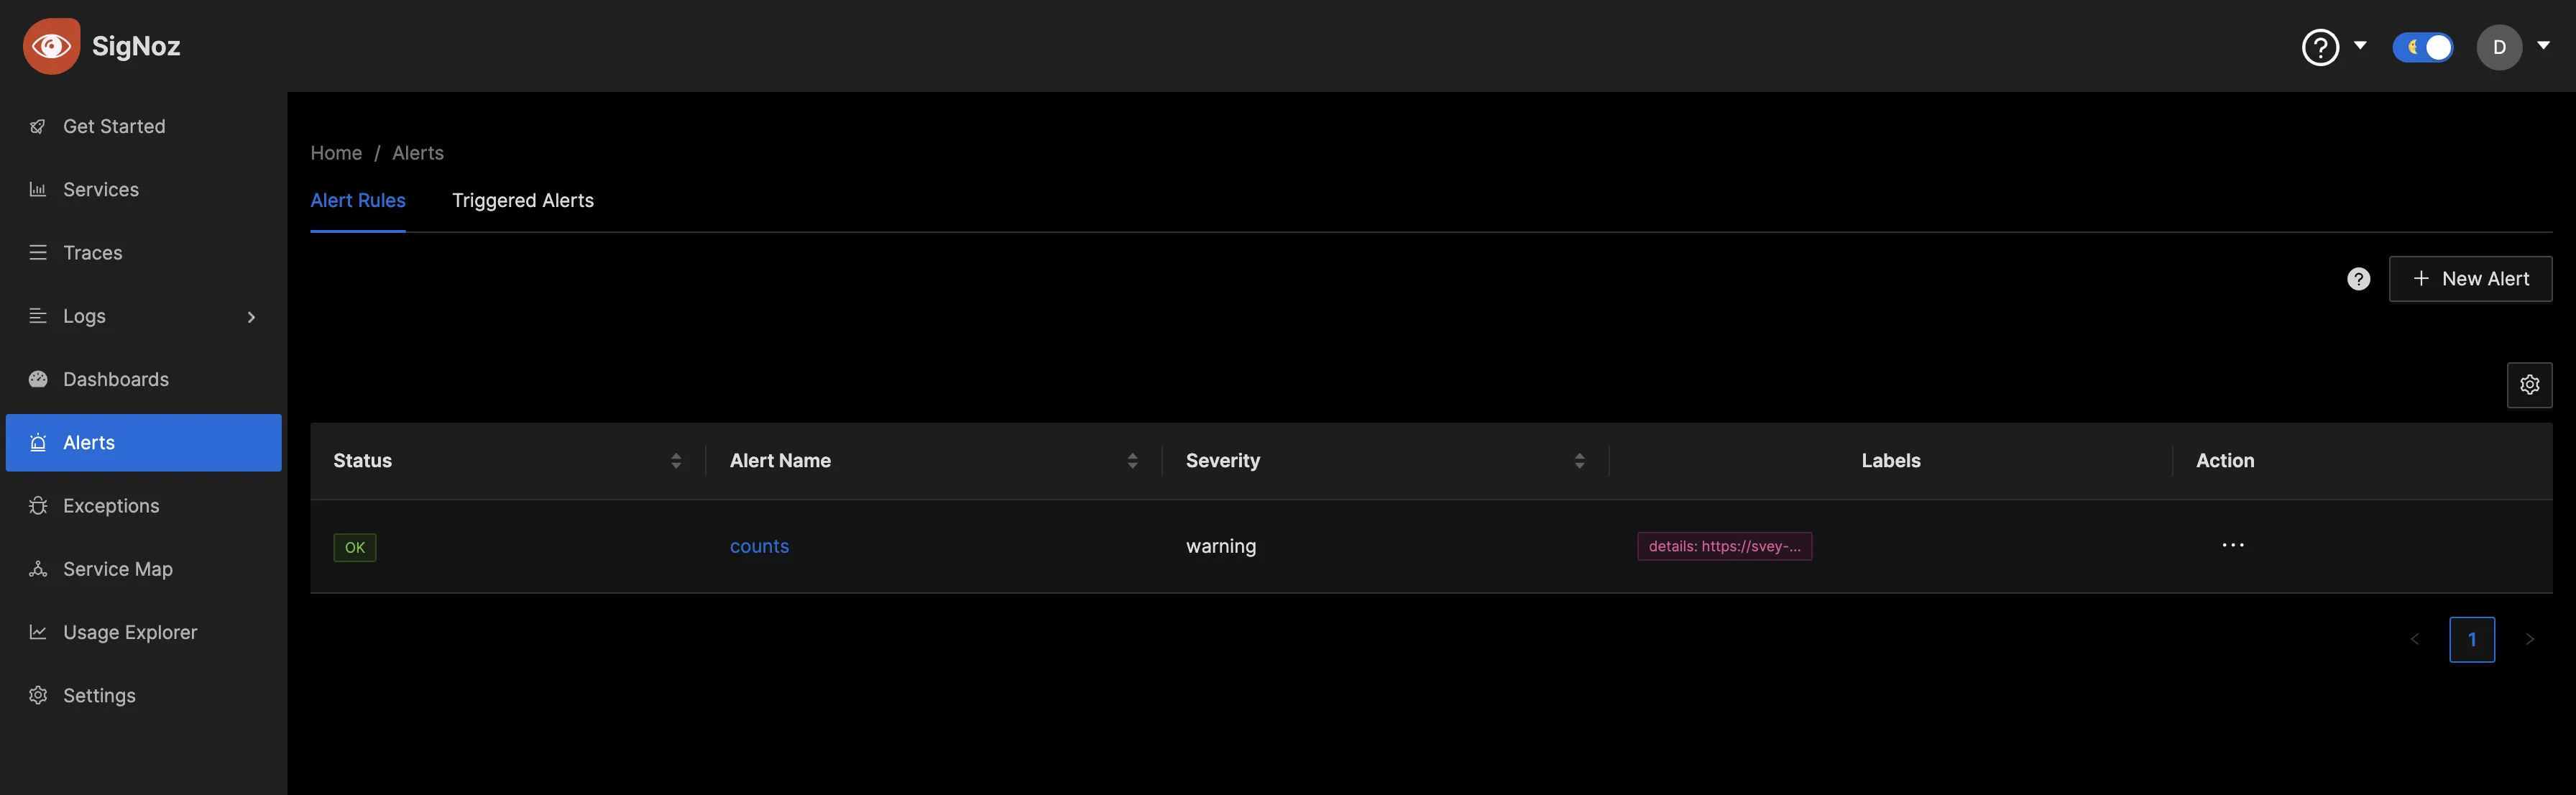 SigNoz
D
Get Started
Services
Traces
Logs
Dashboards
Alerts
Exceptions
Service Map
Usage Explorer
Settings
Home / Alerts
Alert Rules Triggered Alerts
? + New Alert
Status Alert Name Severity Labels Action
OK counts warning details: https://svey-... ...
< 1 >